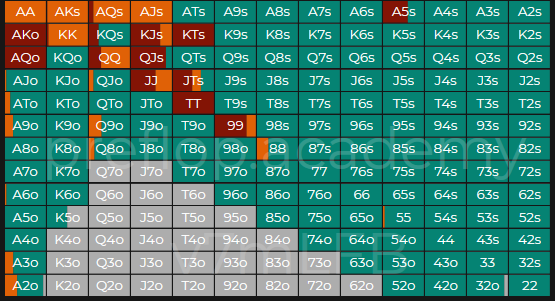 AA AKs AQs AJs ATs A9s A8s A7s A6s A5s A4s A3s A2s
AKo KK KQs KJs KTs K9s K8s K7s K6s K5s K4s K3s K2s
AQo KQo QQ QJs QTs Q9s Q8s Q7s Q6s Q5s Q4s Q3s Q2s
AJo KJo QJo JJ JTs J9s J8s J7s J6s J5s J4s J3s J2s
ATo KTo QTo JTo TT T9s T8s T7s T6s T5s T4s T3s T2s
A9o K9o Q9o J9o T9o 99 98s 97s 96s 95s 94s 93s 92s
A8o K8o Q8o J8o T8o 98o 88 87s 86s 85s 84s 83s 82s
A7o K7o Q7o J7o T7o 97o 87o 77 76s 75s 74s 73s 72s
A6o K6o Q6o J6o T6o 96o 86o 76o 66 65s 64s 63s 62s
A5o K5o Q5o J5o T5o 95o 85o 75o 65o 55 54s 53s 52s
A4o K4o Q4o J4o T4o 94o 84o 74o 64o 54o 44 43s 42s
A3o K3o Q3o J3o T3o 93o 83o 73o 63o 53o 43o 33 32s
A2o K2o Q2o J2o T2o 92o 82o 72o 62o 52o 42o 32o 22
preflop.academy